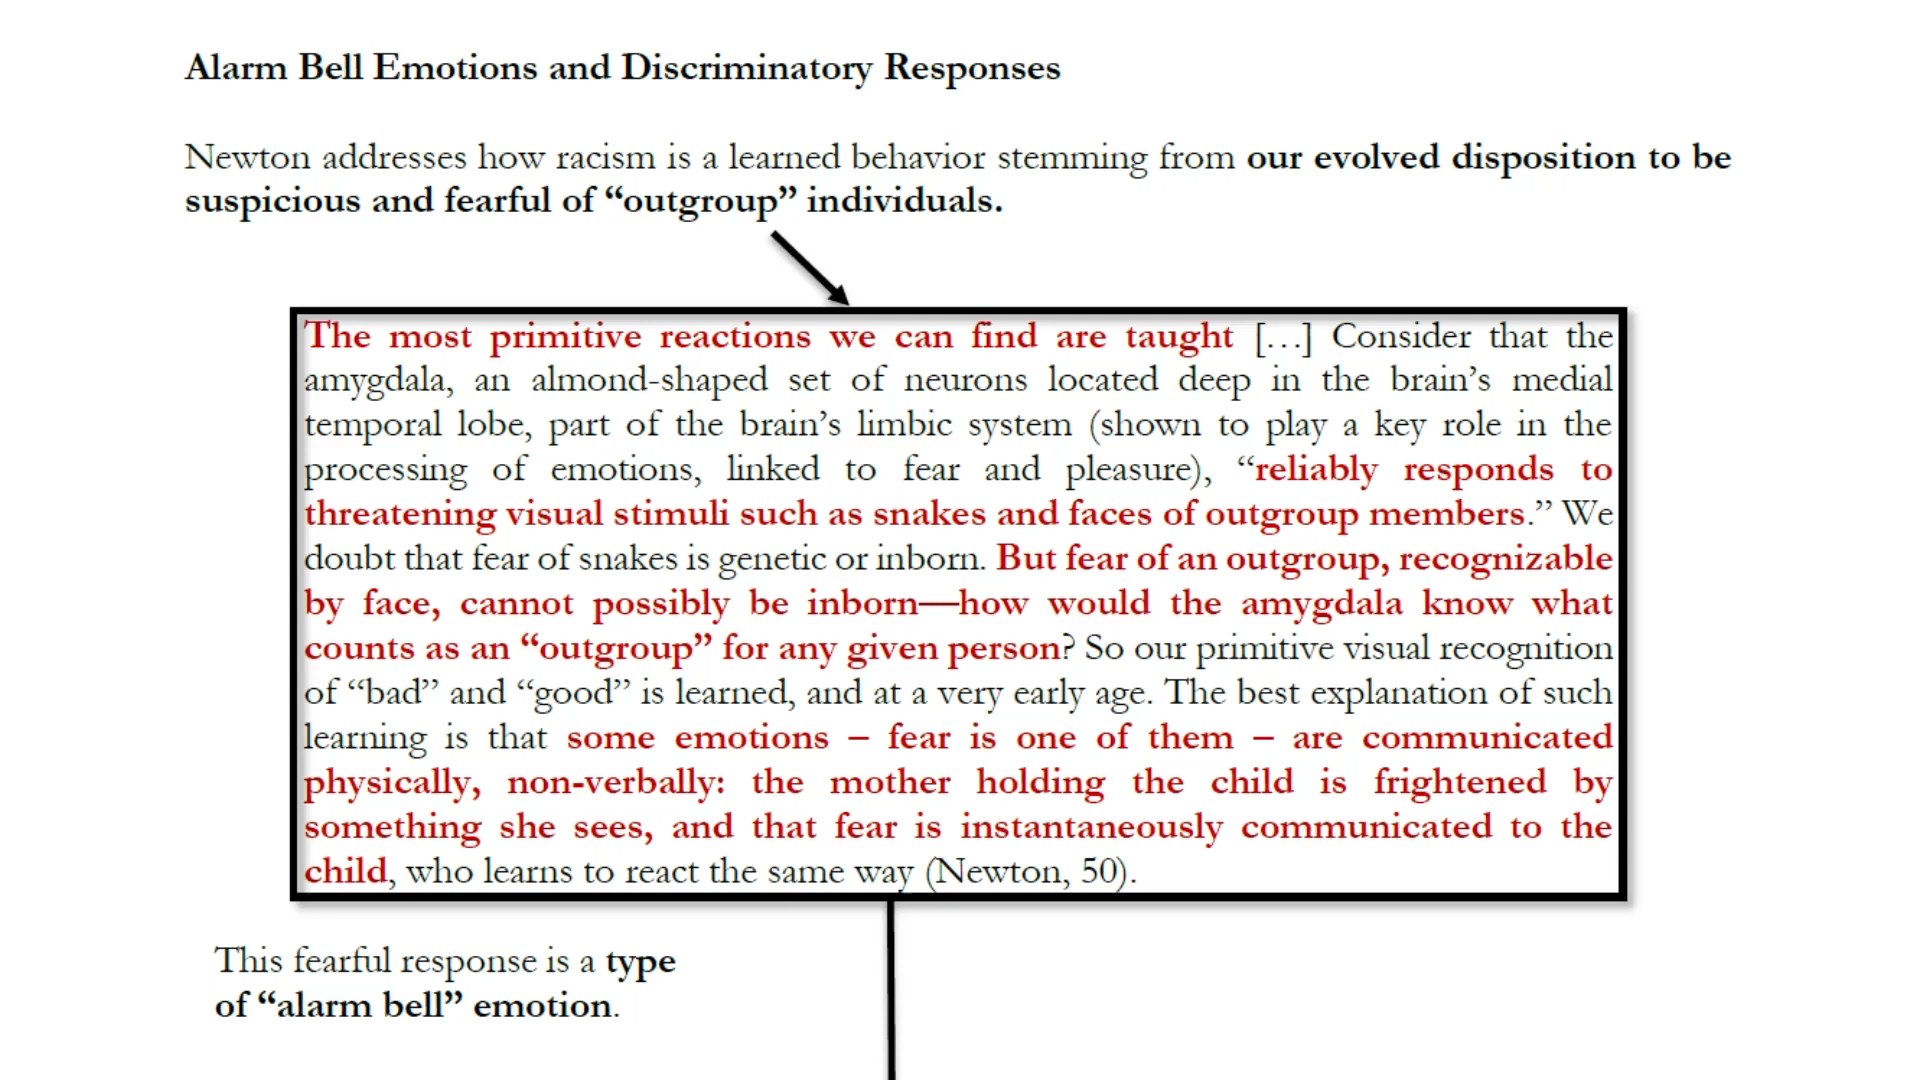 Alarm Bell Emotions and Discriminatory Responses
Newton addresses how racism is a learned behavior stemming from our evolved disposition to be
suspicious and fearful of “outgroup” individuals.
The most primitive reactions we can find are taught […] Consider that the
amygdala, an almond-shaped set of neurons located deep in the brain’s medial
temporal lobe, part of the brain’s limbic system (shown to play a key role in the
processing of emotions, linked to fear and pleasure), “reliably responds to
threatening visual stimuli such as snakes and faces of outgroup members.” We
doubt that fear of snakes is genetic or inborn. But fear of an outgroup, recognizable
by face, cannot possibly be inborn—how would the amygdala know what
counts as an “outgroup” for any given person? So our primitive visual recognition
of “bad” and “good” is learned, and at a very early age. The best explanation of such
learning is that some emotions – fear is one of them – are communicated
physically, non-verbally: the mother holding the child is frightened by
something she sees, and that fear is instantaneously communicated to the
child, who learns to react the same way (Newton, 50).
This fearful response is a type
of “alarm bell” emotion.